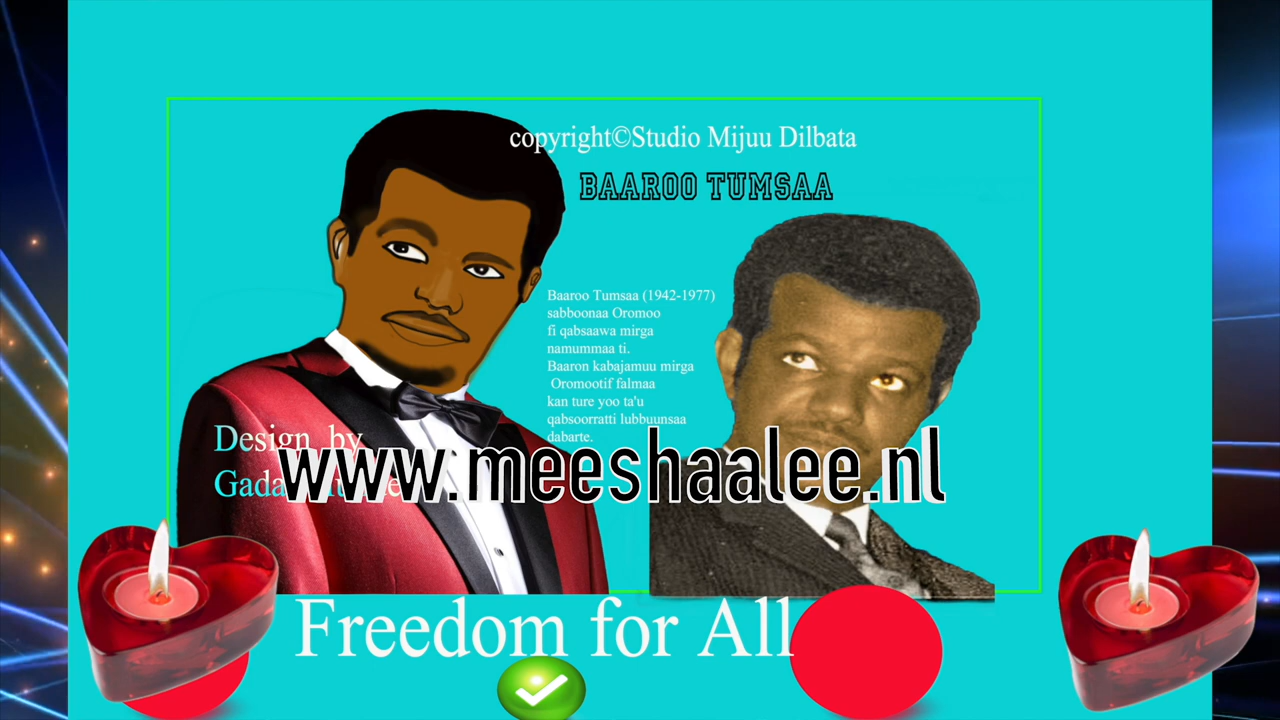 copyright©Studio Mijuu Dilbata
BAAROO TUMSAA
Baaroo Tumsaa (1942-1977)
sabboonaa Oromoo
fi qabsaawa mirga
namummaa ti.
Baaron kabajamuu mirga
Oromootif falmaa
kan ture yoo ta'u
qabsoorratti lubbuunsaa
dabarte.
Design by
www.meeshaalee.nl
Freedom for All